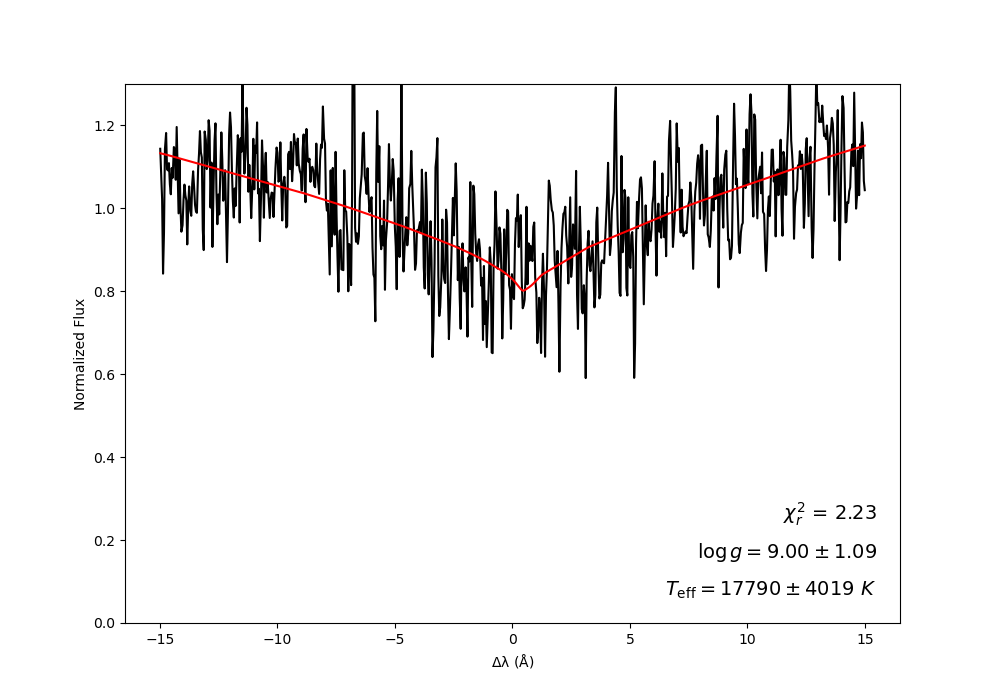 1.2
1.0
0.8
0.6
0.4
0.2
0.0
Normalized Flux
χ²ᵣ = 2.23
log g = 9.00 ± 1.09
T_eff = 17790 ± 4019 K
−15 −10 −5 0 5 10 15
Δλ (Å)